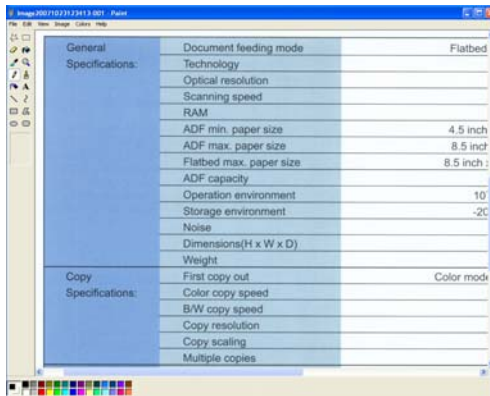 Image20071023123413-001 - Paint
File Edit View Image Colors Help
General Document feeding mode Flatbed
Specifications: Technology
Optical resolution
Scanning speed
RAM
ADF min. paper size 4.5 inch
ADF max. paper size 8.5 inch
Flatbed max. paper size 8.5 inch
ADF capacity
Operation environment 10
Storage environment -20
Noise
Dimensions(H x W x D)
Weight
Copy First copy out Color mode
Specifications: Color copy speed
B/W copy speed
Copy resolution
Copy scaling
Multiple copies